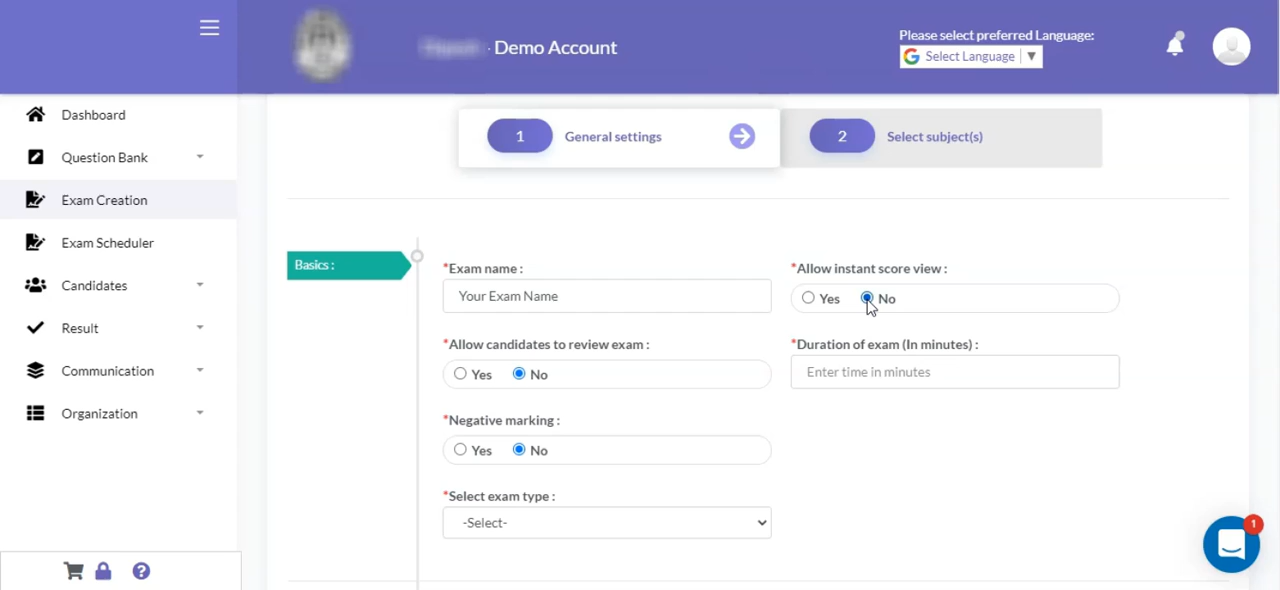 - Demo Account
Please select preferred Language:
Select Language ▼
Dashboard
Question Bank
Exam Creation
Exam Scheduler
Candidates
Result
Communication
Organization
1 General settings
2 Select subject(s)
Basics :
*Exam name :
Your Exam Name
*Allow instant score view :
Yes No
*Allow candidates to review exam :
Yes No
*Duration of exam (In minutes) :
Enter time in minutes
*Negative marking :
Yes No
*Select exam type :
-Select-
1